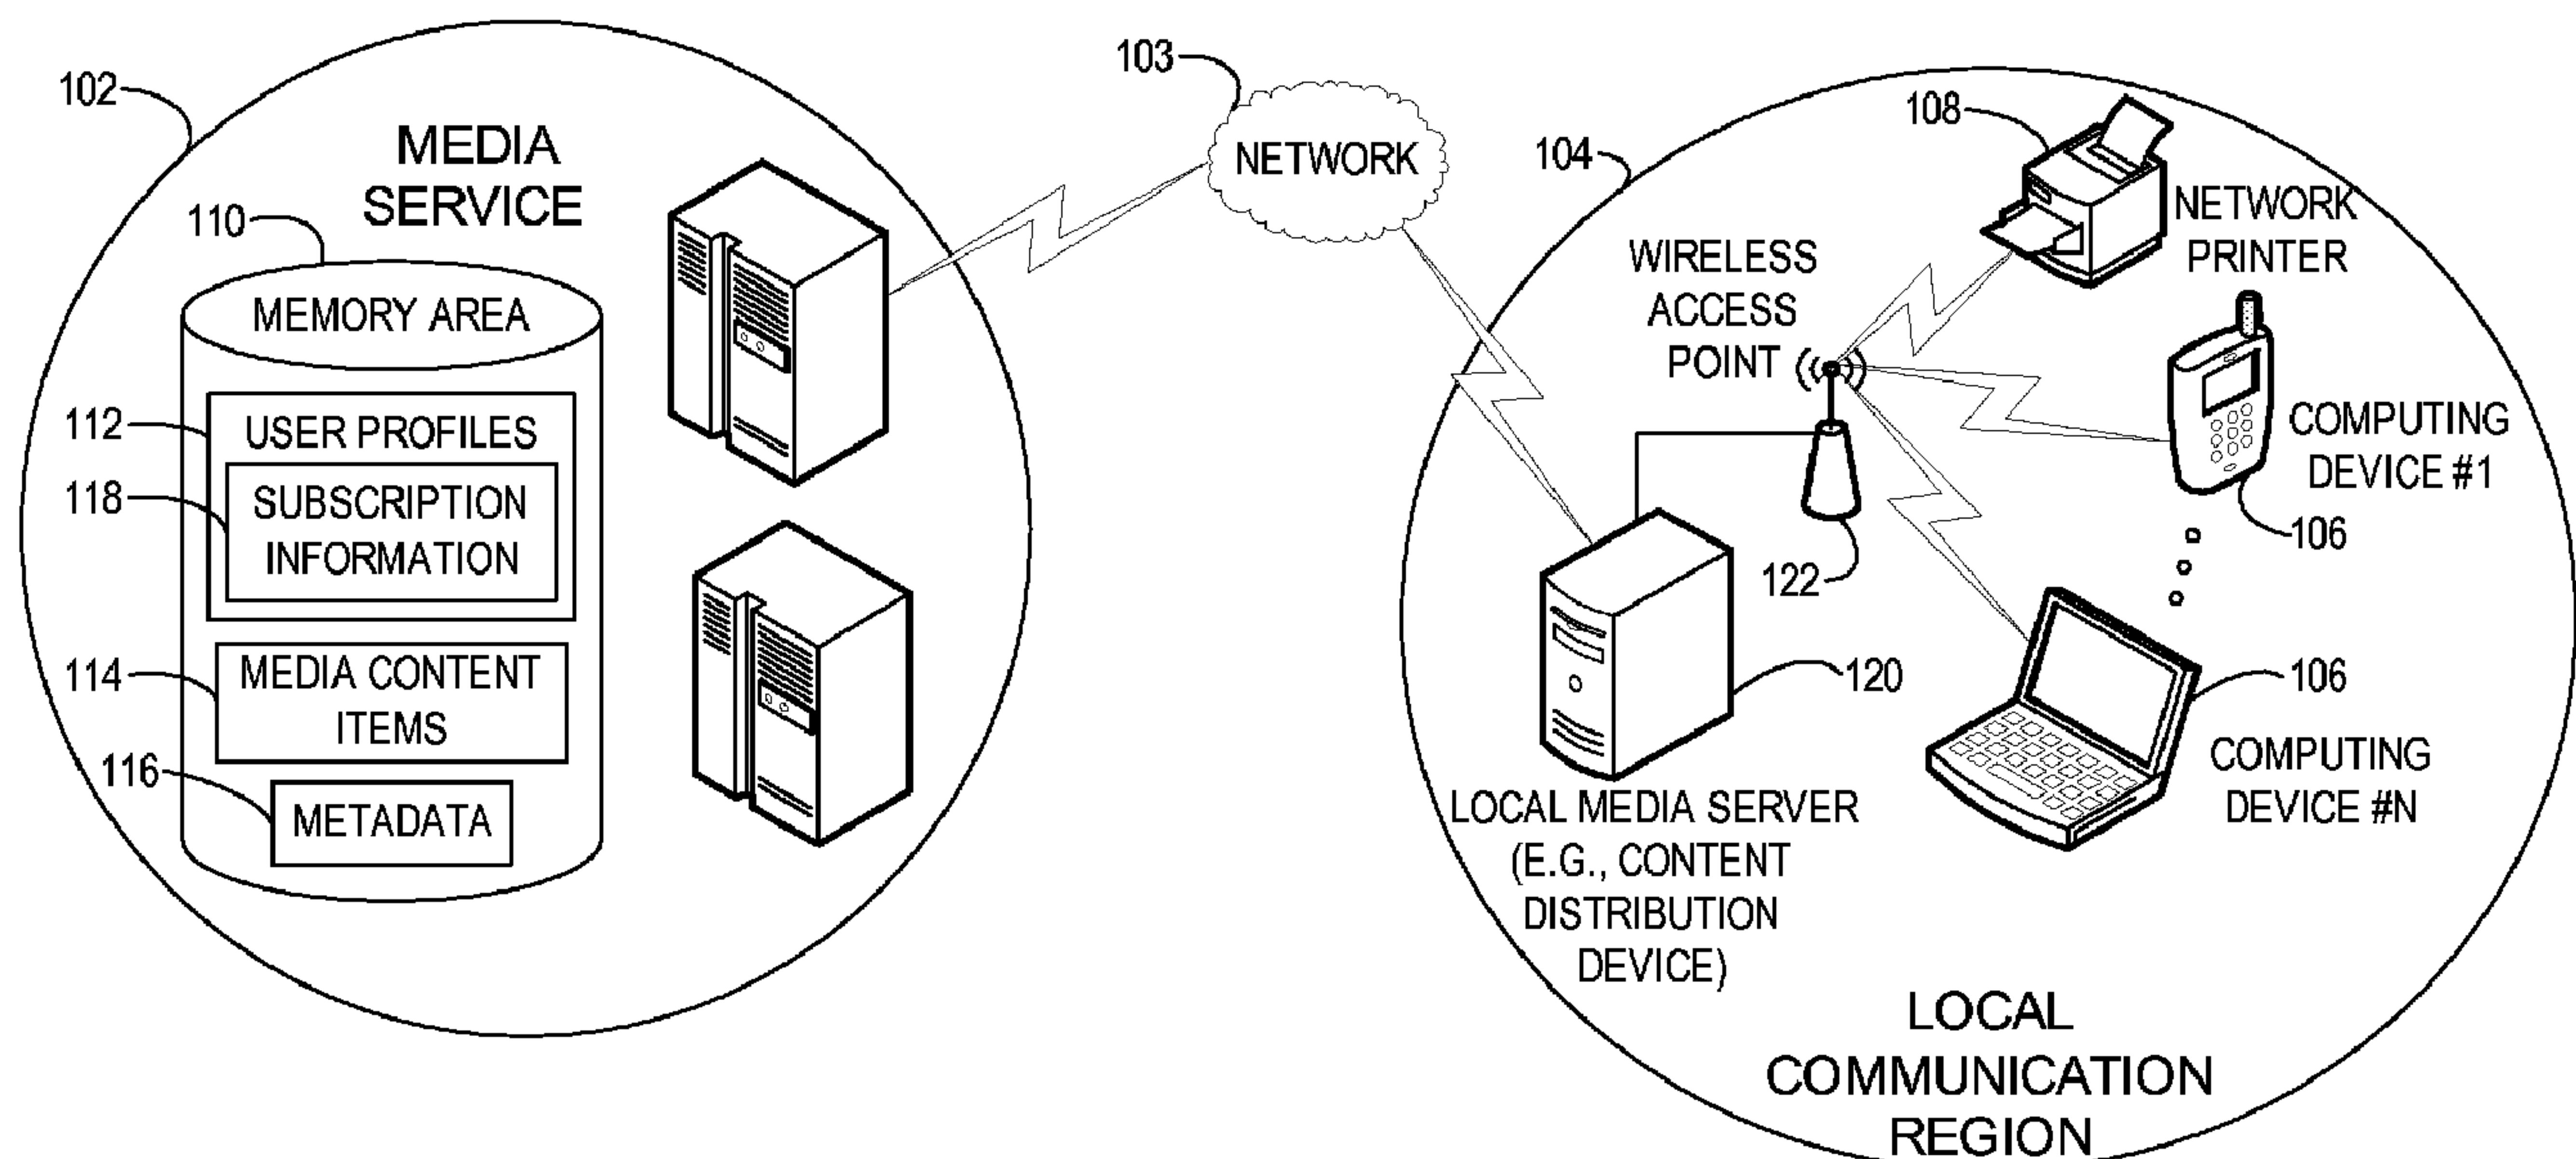 102
MEDIA
SERVICE
110
MEMORY AREA
112
USER PROFILES
118
SUBSCRIPTION
INFORMATION
114
MEDIA CONTENT
ITEMS
116
METADATA
103
NETWORK
104
108
NETWORK
PRINTER
WIRELESS
ACCESS
POINT
122
COMPUTING
DEVICE #1
106
120
LOCAL MEDIA SERVER
(E.G., CONTENT
DISTRIBUTION
DEVICE)
106
COMPUTING
DEVICE #N
LOCAL
COMMUNICATION
REGION